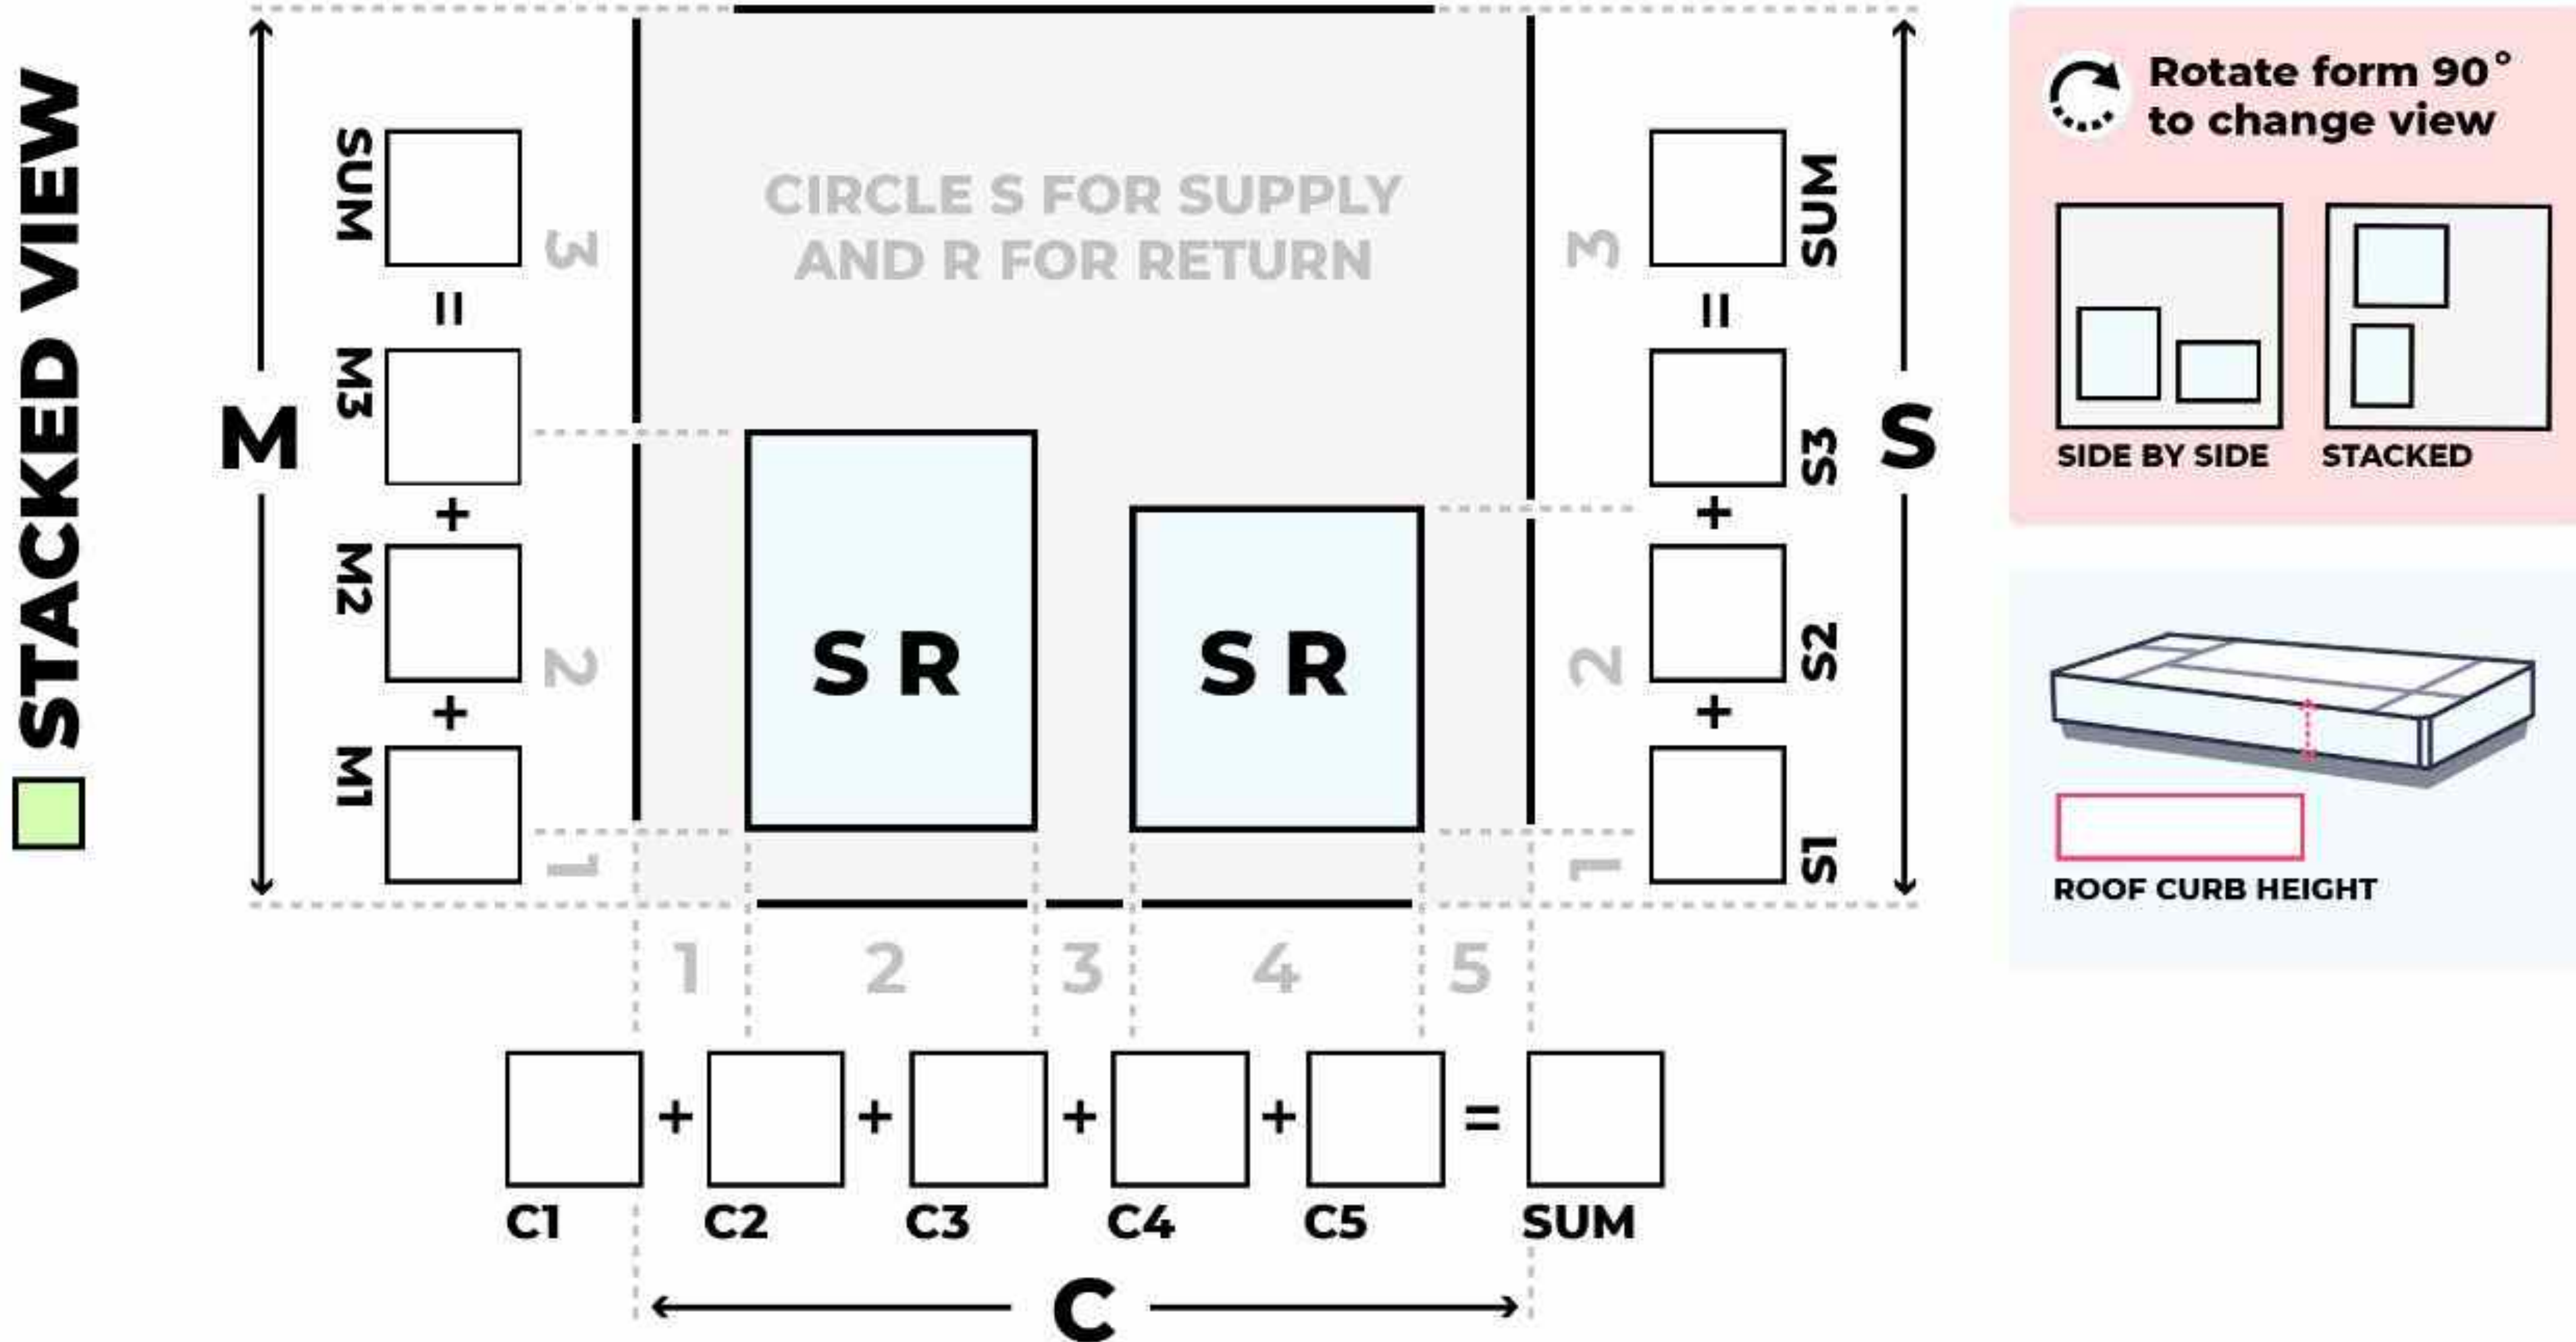 STACKED VIEW
M
SUM
=
M3
+
M2
+
M1
3
2
1
CIRCLE S FOR SUPPLY
AND R FOR RETURN
S R
S R
3
2
1
SUM
=
S3
+
S2
+
S1
S
1 2 3 4 5
+ + + + =
C1 C2 C3 C4 C5 SUM
C
Rotate form 90°
to change view
SIDE BY SIDE
STACKED
ROOF CURB HEIGHT